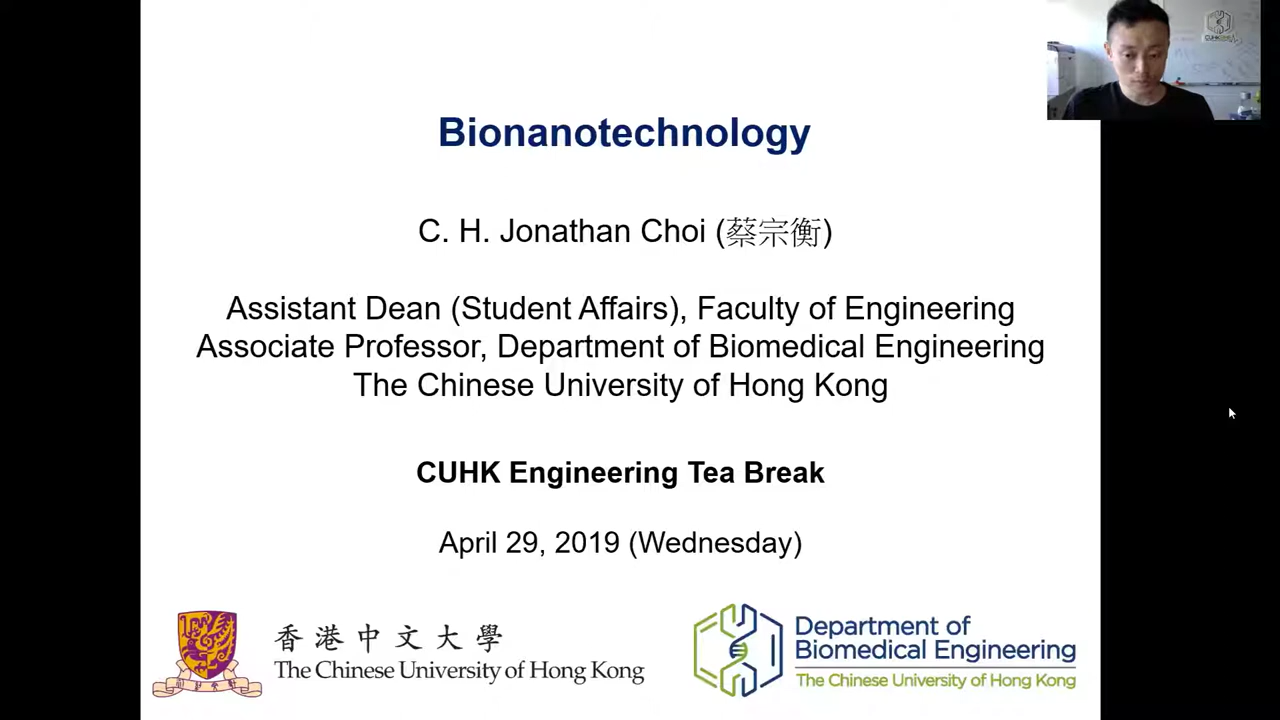 Bionanotechnology
C. H. Jonathan Choi (蔡宗衡)
Assistant Dean (Student Affairs), Faculty of Engineering
Associate Professor, Department of Biomedical Engineering
The Chinese University of Hong Kong
CUHK Engineering Tea Break
April 29, 2019 (Wednesday)
香港中文大學
The Chinese University of Hong Kong
Department of
Biomedical Engineering
The Chinese University of Hong Kong